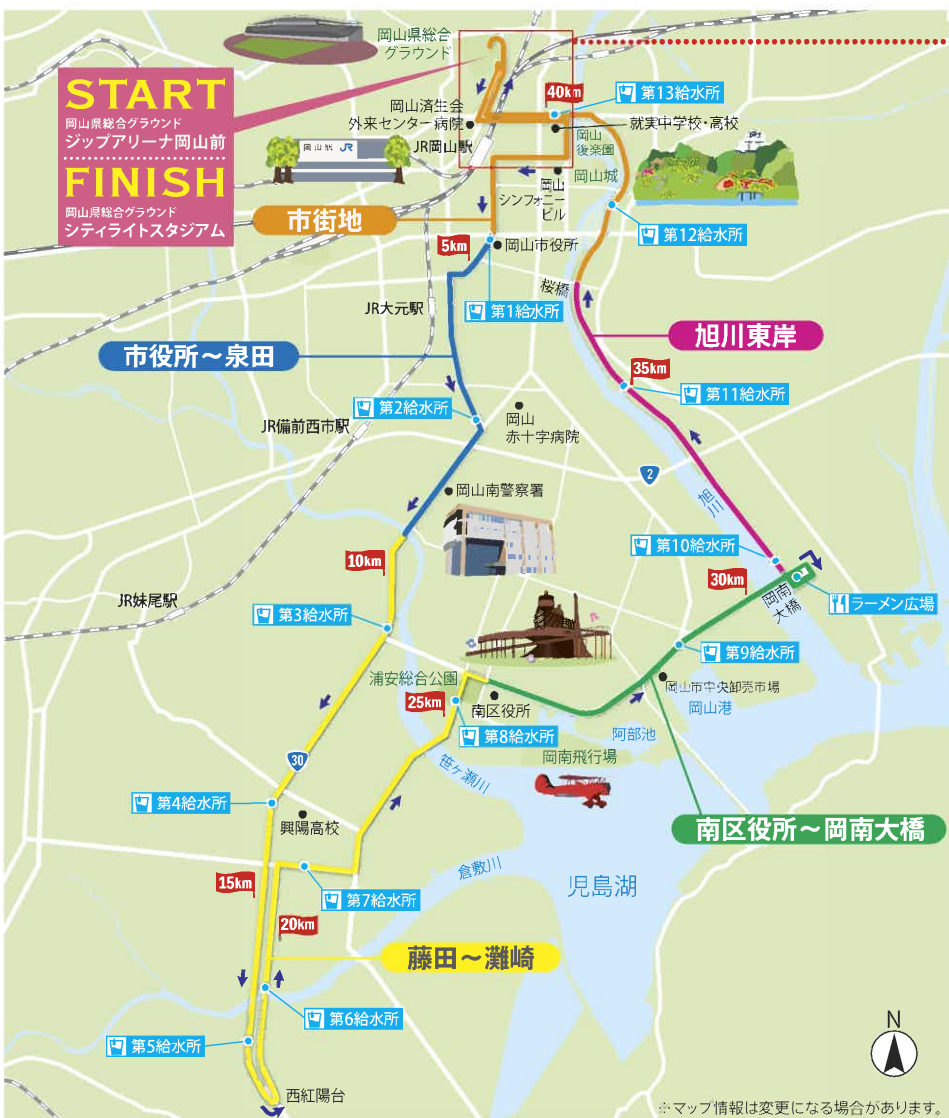 岡山県総合
グラウンド
START
岡山県総合グラウンド
ジップアリーナ岡山前
FINISH
岡山県総合グラウンド
シティライトスタジアム
40km
第13給水所
岡山済生会
外来センター病院
就実中学校・高校
岡山駅 JR
JR岡山駅
岡山
後楽園
岡山城
岡山
シンフォニー
ビル
市街地
第12給水所
5km
岡山市役所
桜橋
第1給水所
JR大元駅
旭川東岸
市役所～泉田
35km
第11給水所
第2給水所
JR備前西市駅
岡山
赤十字病院
2
岡山南警察署
旭川
第10給水所
10km
30km
JR妹尾駅
岡南
大橋
ラーメン広場
第3給水所
第9給水所
浦安総合公園
岡山市中央卸売市場
25km
南区役所
岡山港
第8給水所
阿部池
岡南飛行場
30
笹ヶ瀬川
第4給水所
興陽高校
南区役所～岡南大橋
倉敷川
15km
第7給水所
児島湖
20km
藤田～灘崎
第6給水所
第5給水所
N
西紅陽台
※マップ情報は変更になる場合があります。